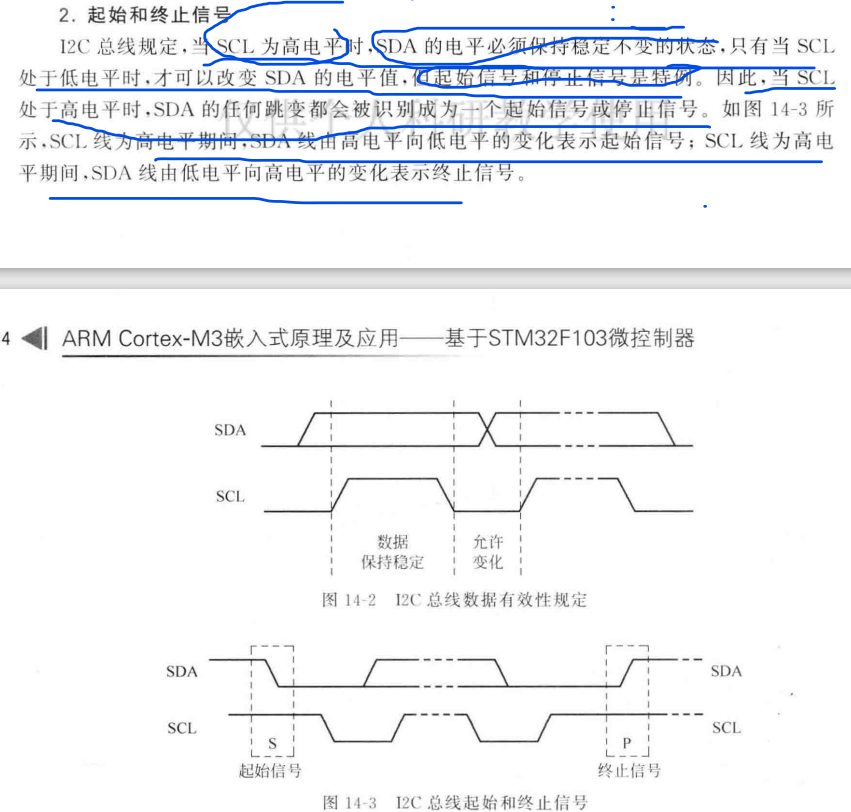 2. 起始和终止信号
I2C 总线规定,当 SCL 为高电平时,SDA 的电平必须保持稳定不变的状态,只有当 SCL
处于低电平时,才可以改变 SDA 的电平值,但起始信号和停止信号是特例。因此,当 SCL
处于高电平时,SDA 的任何跳变都会被识别成为一个起始信号或停止信号。如图 14-3 所
示,SCL 线为高电平期间,SDA 线由高电平向低电平的变化表示起始信号;SCL 线为高电
平期间,SDA 线由低电平向高电平的变化表示终止信号。
4 ARM Cortex-M3嵌入式原理及应用——基于STM32F103微控制器
SDA
SCL
数据
保持稳定
允许
变化
图 14-2 I2C 总线数据有效性规定
SDA SDA
SCL SCL
S P
起始信号 终止信号
图 14-3 I2C 总线起始和终止信号